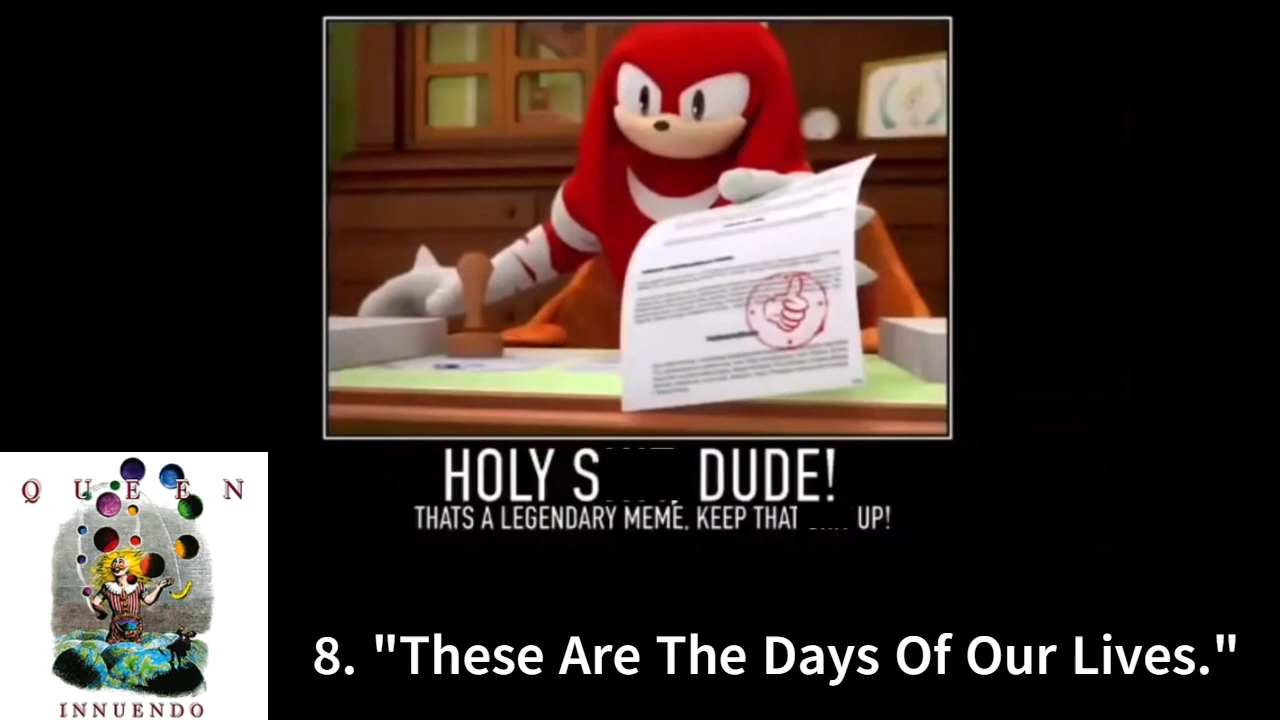 HOLY S DUDE!
THATS A LEGENDARY MEME, KEEP THAT UP!
QUEEN
INNUENDO
8. "These Are The Days Of Our Lives."